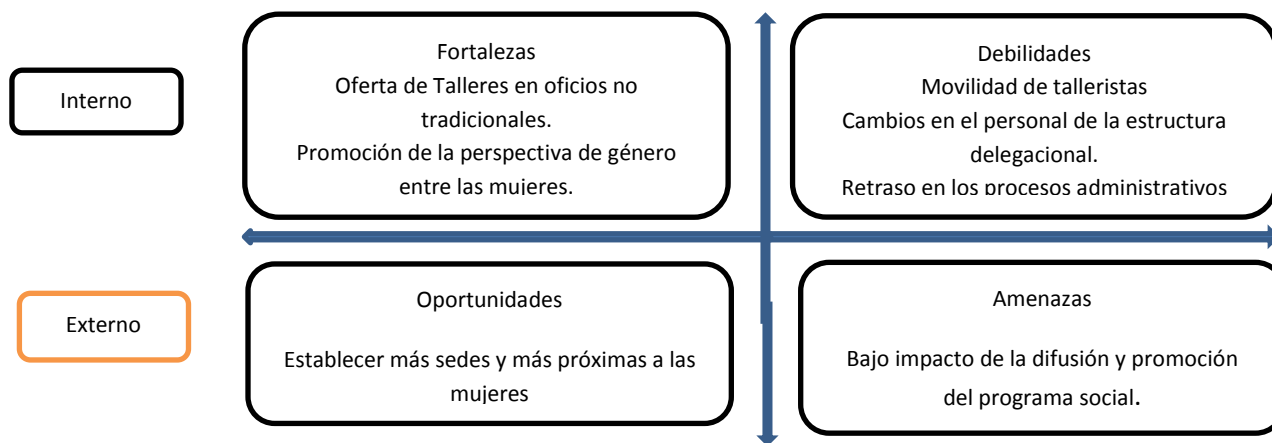 Interno
Fortalezas
Oferta de Talleres en oficios no
tradicionales.
Promoción de la perspectiva de género
entre las mujeres.
Debilidades
Movilidad de talleristas
Cambios en el personal de la estructura
delegacional.
Retraso en los procesos administrativos
Externo
Oportunidades
Establecer más sedes y más próximas a las
mujeres
Amenazas
Bajo impacto de la difusión y promoción
del programa social.